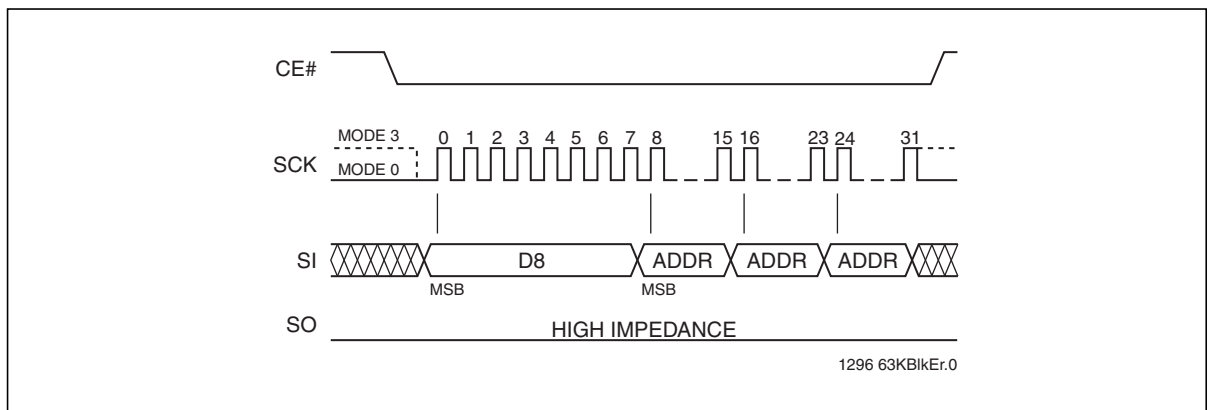 CE#
MODE 3 0 1 2 3 4 5 6 7 8 15 16 23 24 31
SCK
MODE 0
SI D8 ADDR ADDR ADDR
MSB MSB
SO HIGH IMPEDANCE
1296 63KBlkEr.0